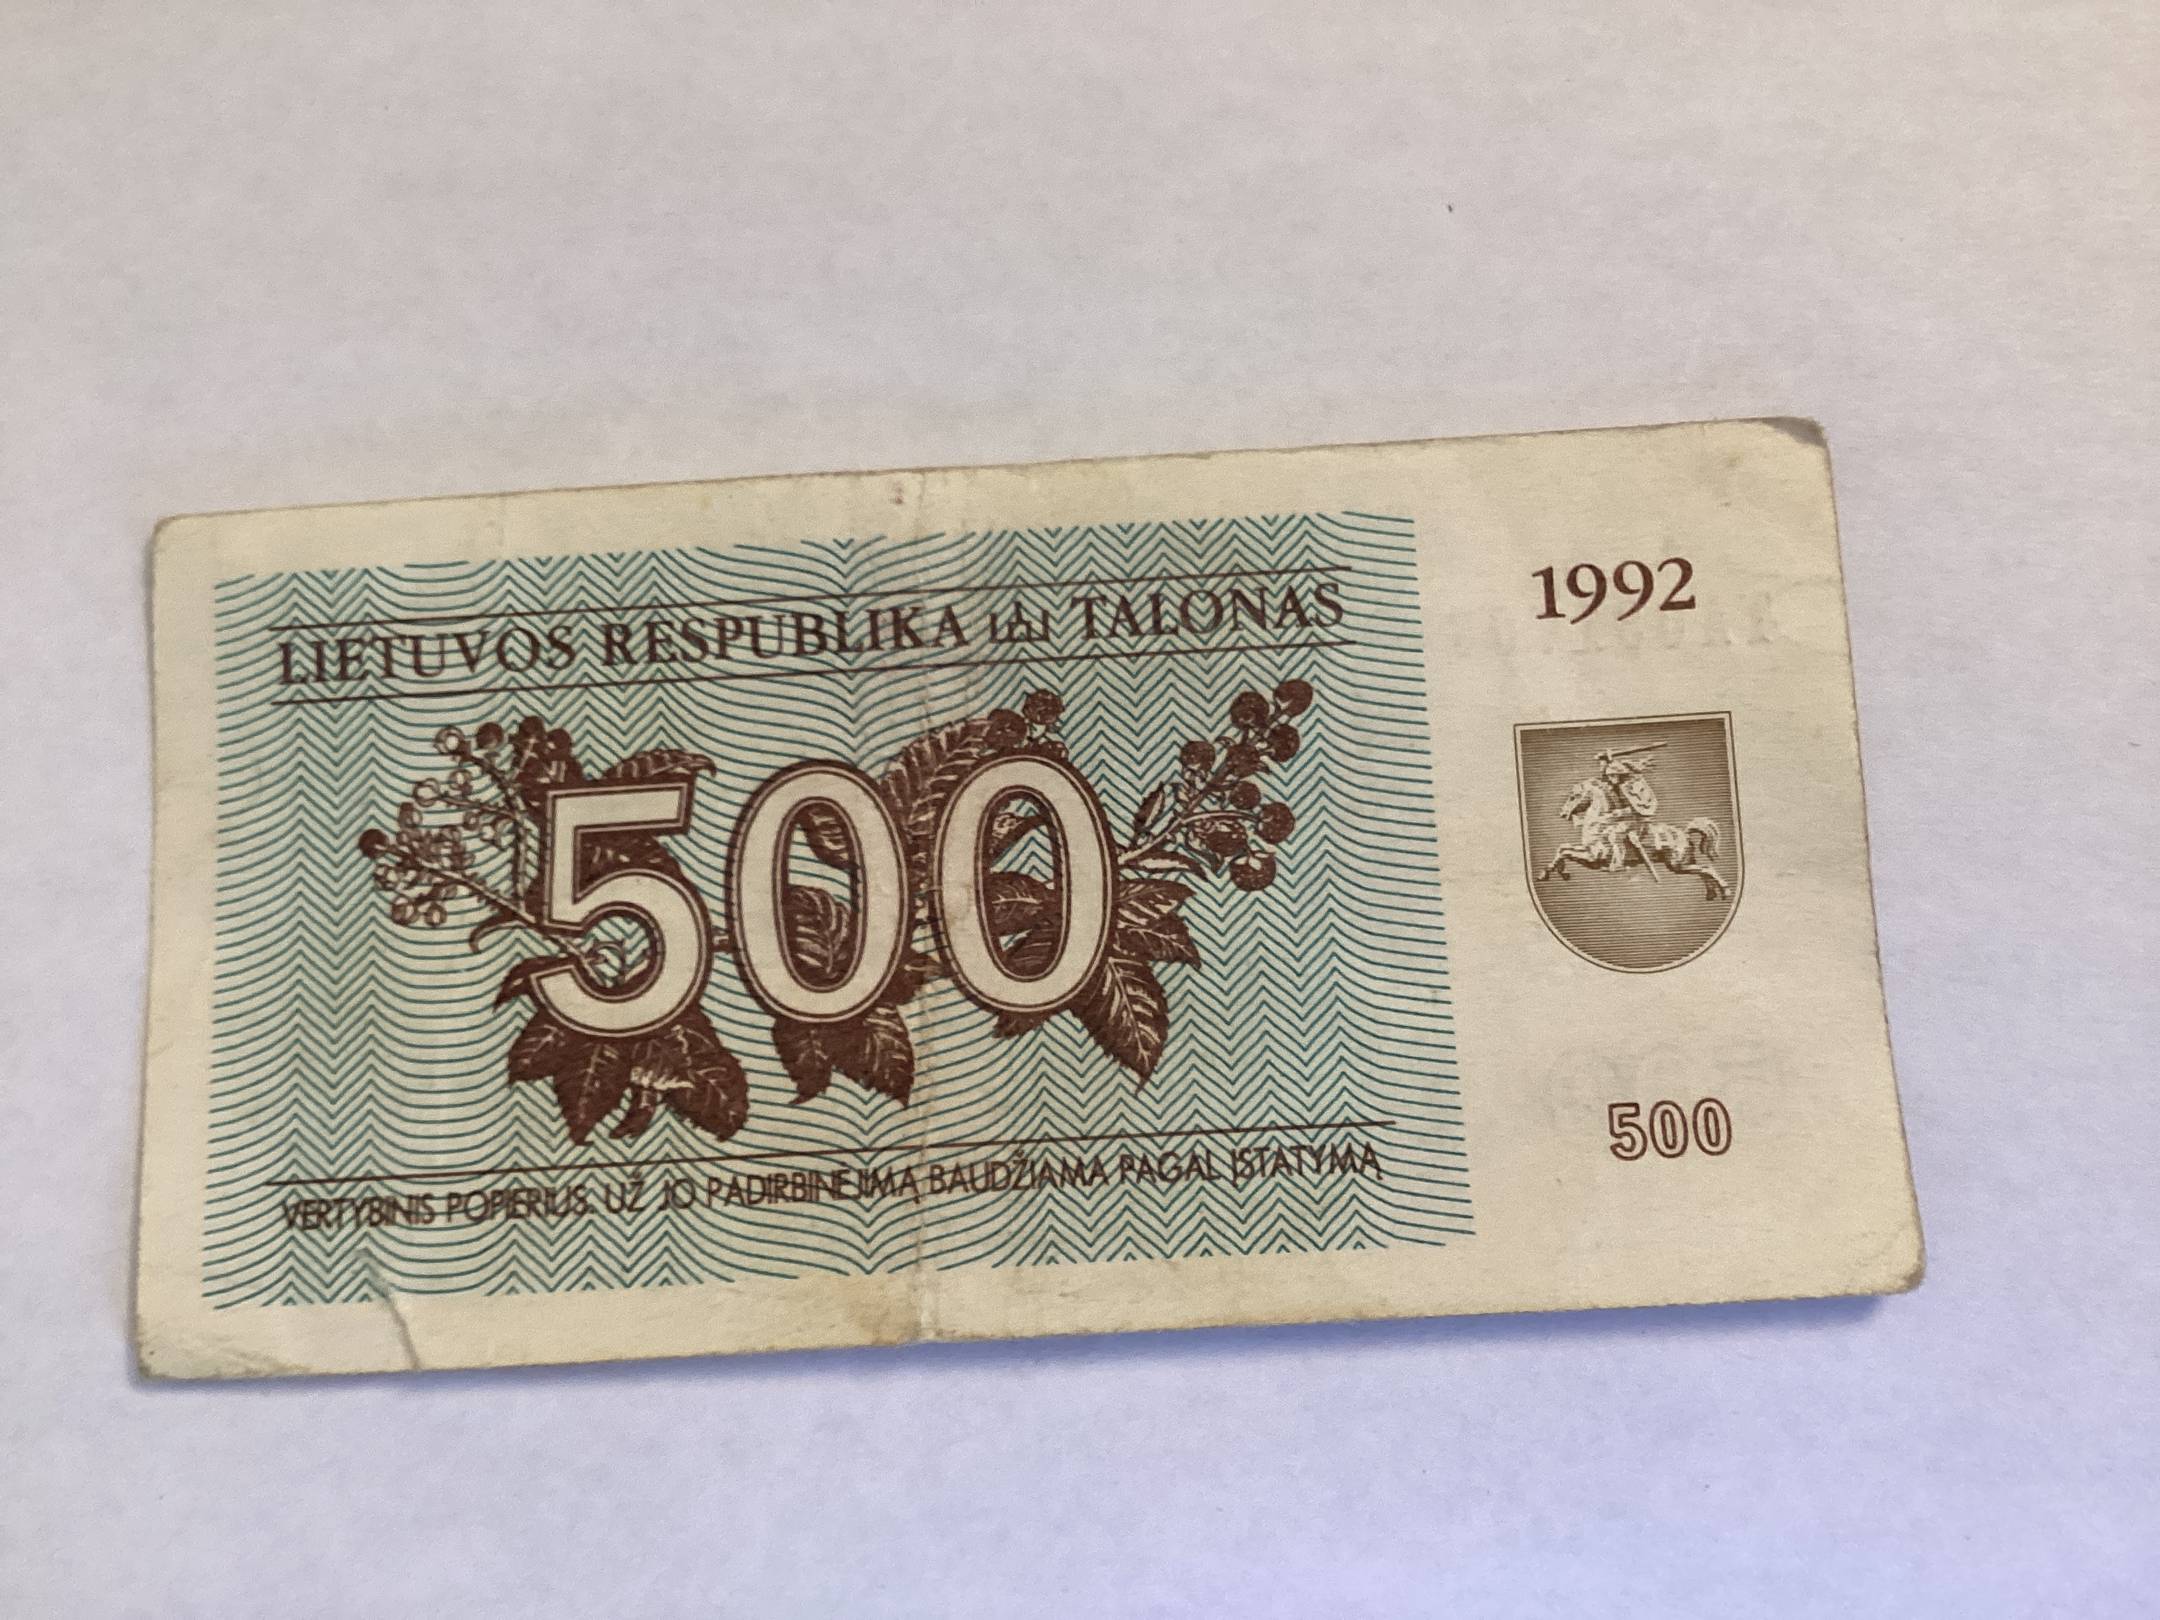 LIETUVOS RESPUBLIKA TALONAS
1992
500
500
VERTYBINIS POPIERIUS. UŽ JO PADIRBINĖJIMĄ BAUDŽIAMA PAGAL ĮSTATYMĄ